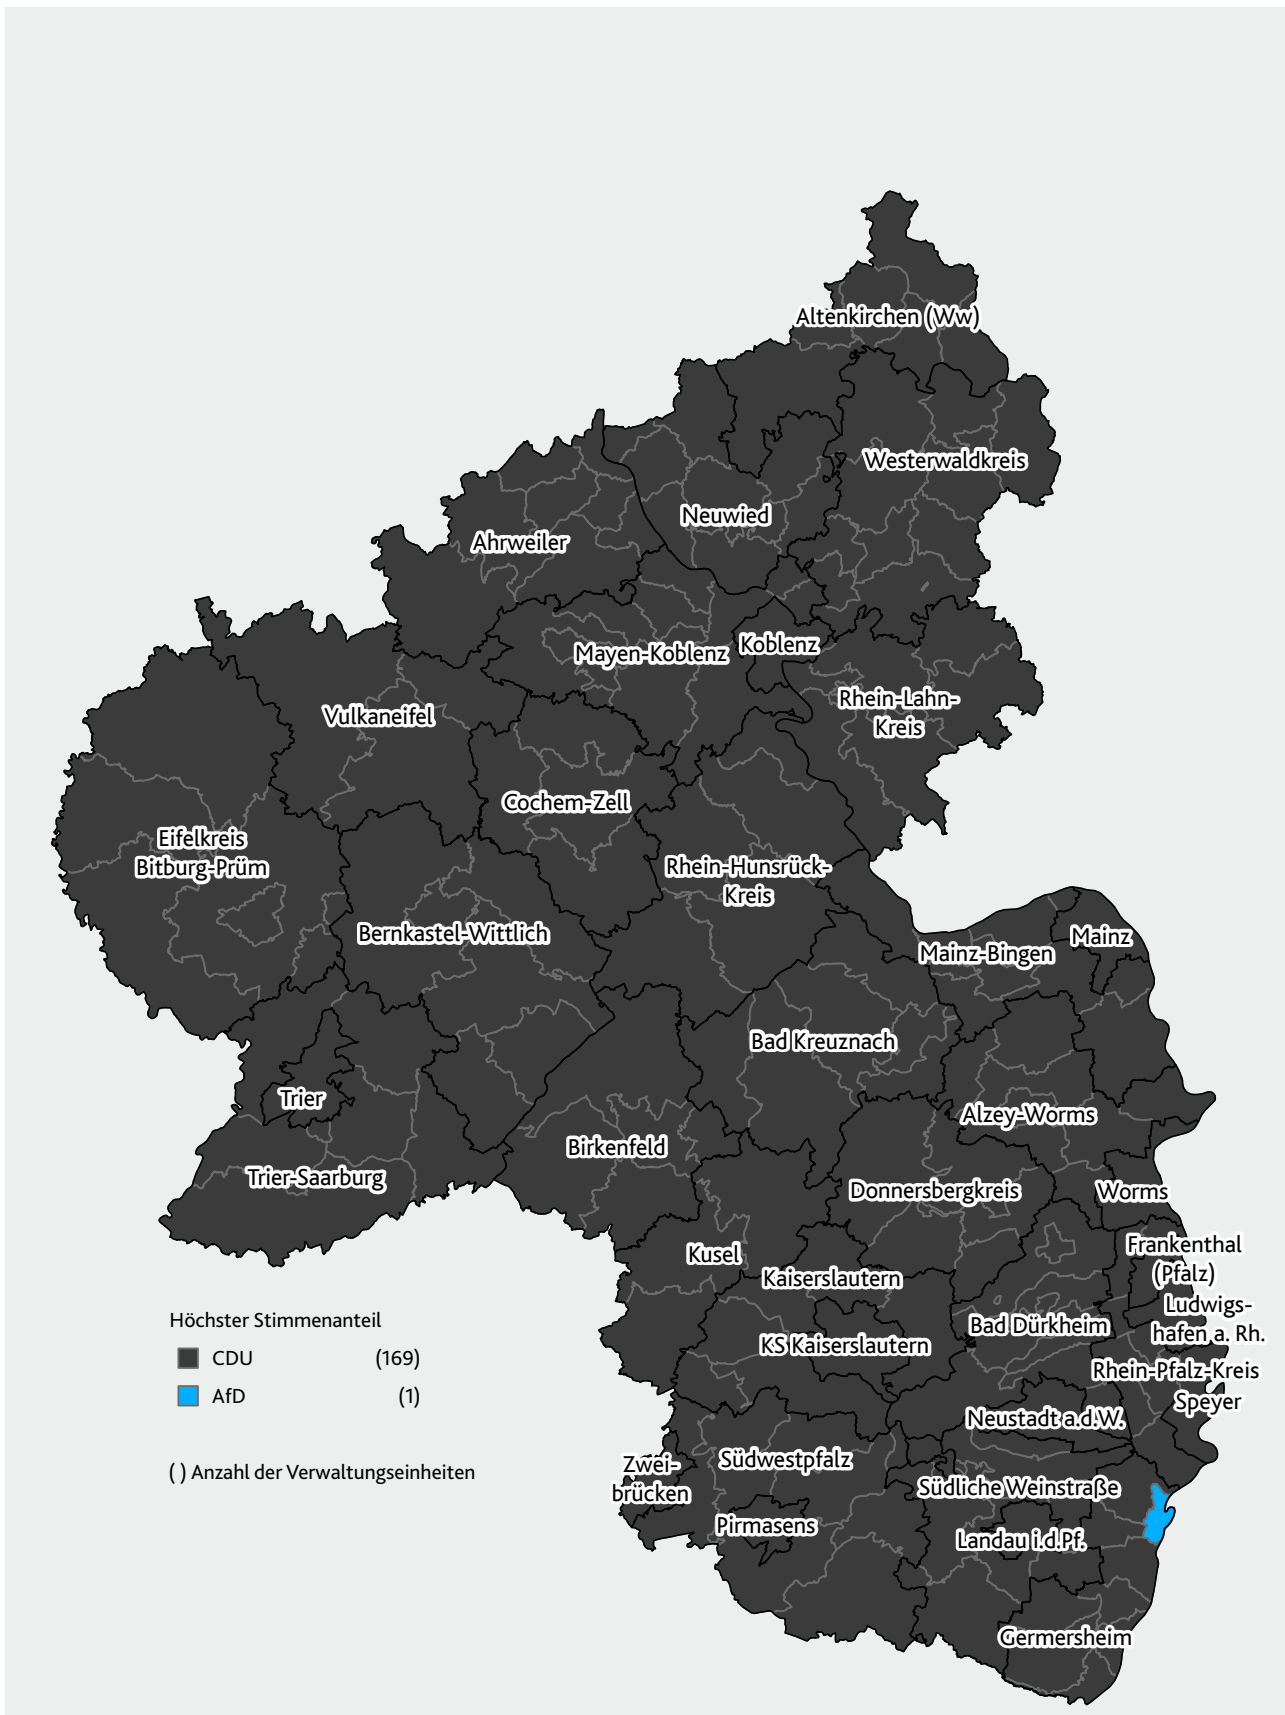 Altenkirchen (Ww)
Westerwaldkreis
Neuwied
Ahrweiler
Koblenz
Mayen-Koblenz
Rhein-Lahn-
Kreis
Vulkaneifel
Cochem-Zell
Eifelkreis
Bitburg-Prüm
Rhein-Hunsrück-
Kreis
Bernkastel-Wittlich
Mainz
Mainz-Bingen
Bad Kreuznach
Trier
Alzey-Worms
Birkenfeld
Trier-Saarburg
Donnersbergkreis
Worms
Kusel
Frankenthal
(Pfalz)
Kaiserslautern
Ludwigs-
hafen a. Rh.
Bad Dürkheim
KS Kaiserslautern
Rhein-Pfalz-Kreis
Speyer
Neustadt a.d.W.
Südwestpfalz
Zwei-
brücken
Südliche Weinstraße
Pirmasens
Landau i.d.Pf.
Germersheim
Höchster Stimmenanteil
CDU (169)
AfD (1)
( ) Anzahl der Verwaltungseinheiten